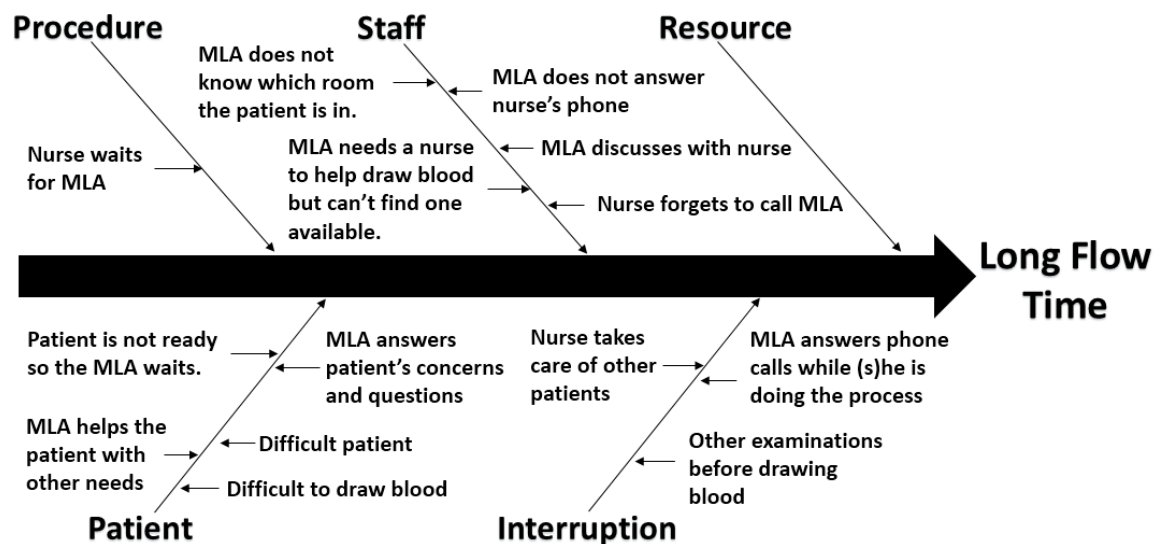 Procedure
Staff
Resource
MLA does not
know which room
the patient is in.
MLA does not answer
nurse's phone
Nurse waits
for MLA
MLA needs a nurse
to help draw blood
but can't find one
available.
MLA discusses with nurse
Nurse forgets to call MLA
Long Flow
Time
Patient is not ready
so the MLA waits.
MLA answers
patient's concerns
and questions
MLA helps the
patient with
other needs
Difficult patient
Difficult to draw blood
Patient
Nurse takes
care of other
patients
MLA answers phone
calls while (s)he is
doing the process
Other examinations
before drawing
blood
Interruption